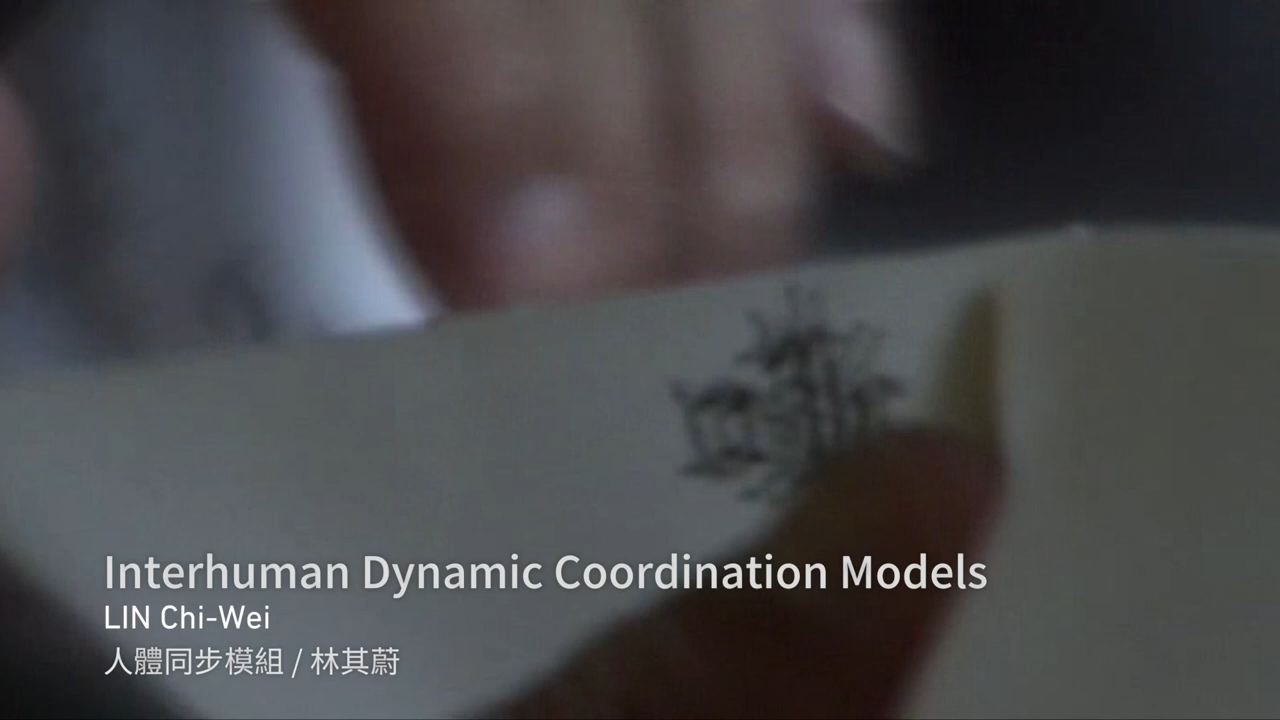 Interhuman Dynamic Coordination Models
LIN Chi-Wei
人體同步模組 / 林其蔚